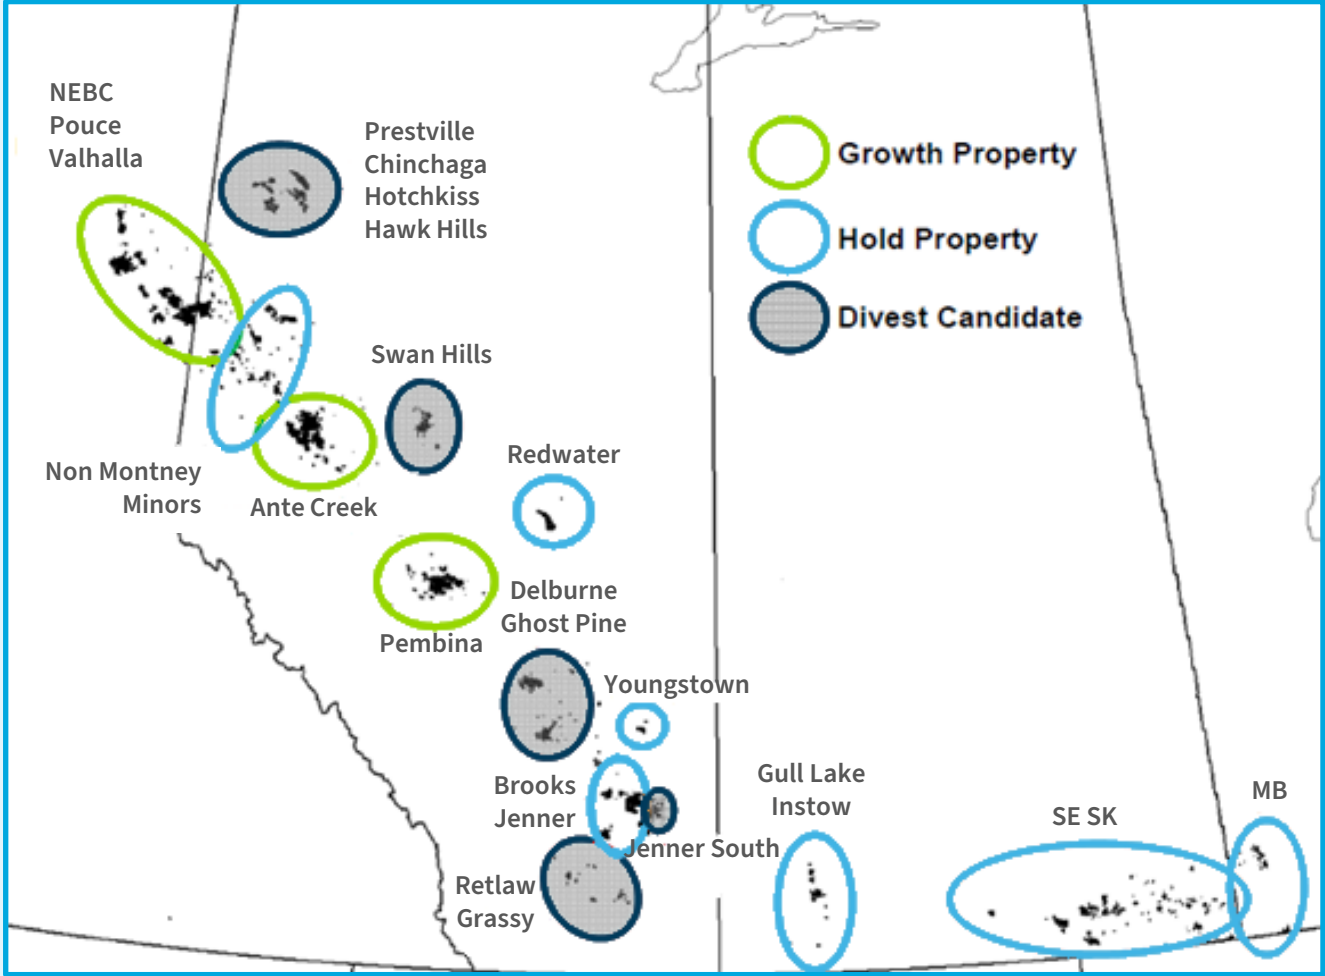 NEBC
Pouce
Valhalla
Prestville
Chinchaga
Hotchkiss
Hawk Hills
Growth Property
Hold Property
Divest Candidate
Swan Hills
Non Montney
Minors
Ante Creek
Redwater
Pembina
Delburne
Ghost Pine
Youngstown
Brooks
Jenner
Jenner South
Retlaw
Grassy
Gull Lake
Instow
SE SK
MB